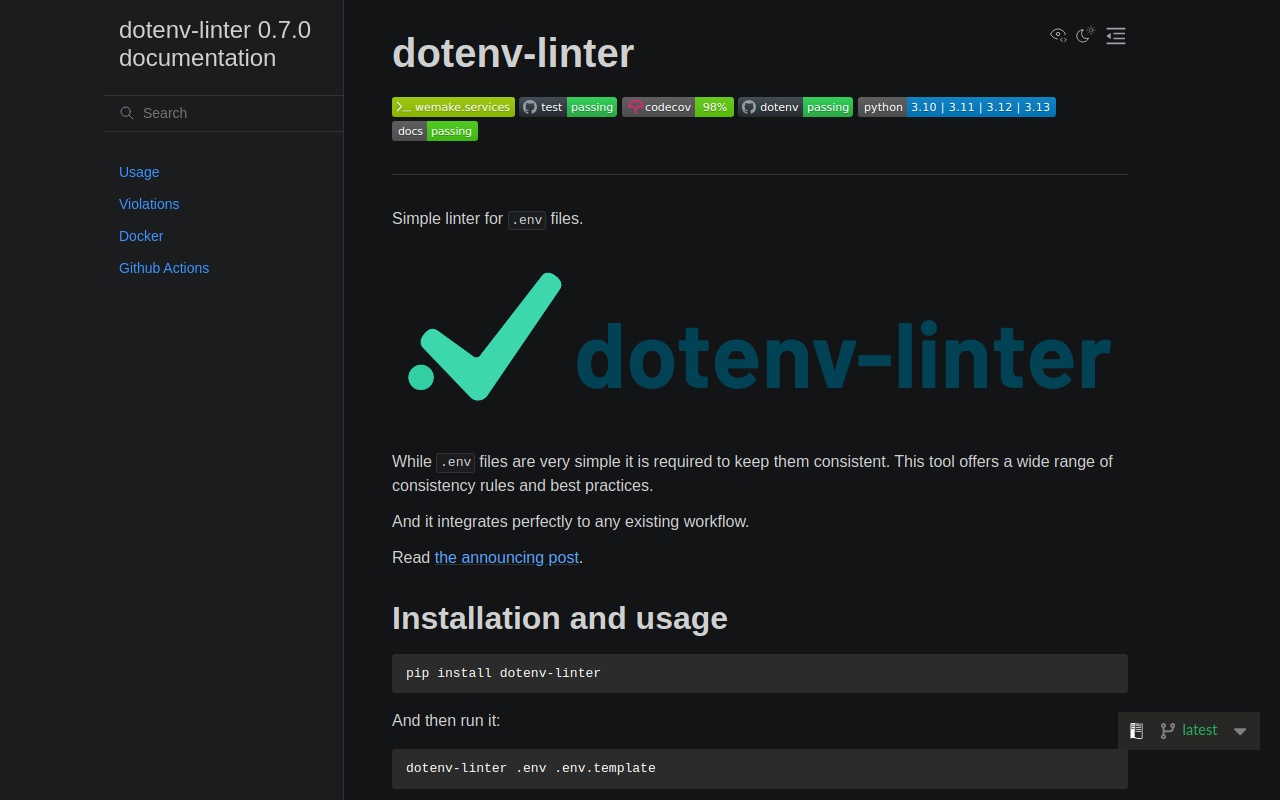 dotenv-linter 0.7.0
documentation
Search
Usage
Violations
Docker
Github Actions
dotenv-linter
wemake.services test passing codecov 98% dotenv passing python 3.10 | 3.11 | 3.12 | 3.13
docs passing
Simple linter for .env files.
dotenv-linter
While .env files are very simple it is required to keep them consistent. This tool offers a wide range of
consistency rules and best practices.
And it integrates perfectly to any existing workflow.
Read the announcing post.
Installation and usage
pip install dotenv-linter
And then run it:
dotenv-linter .env .env.template
latest